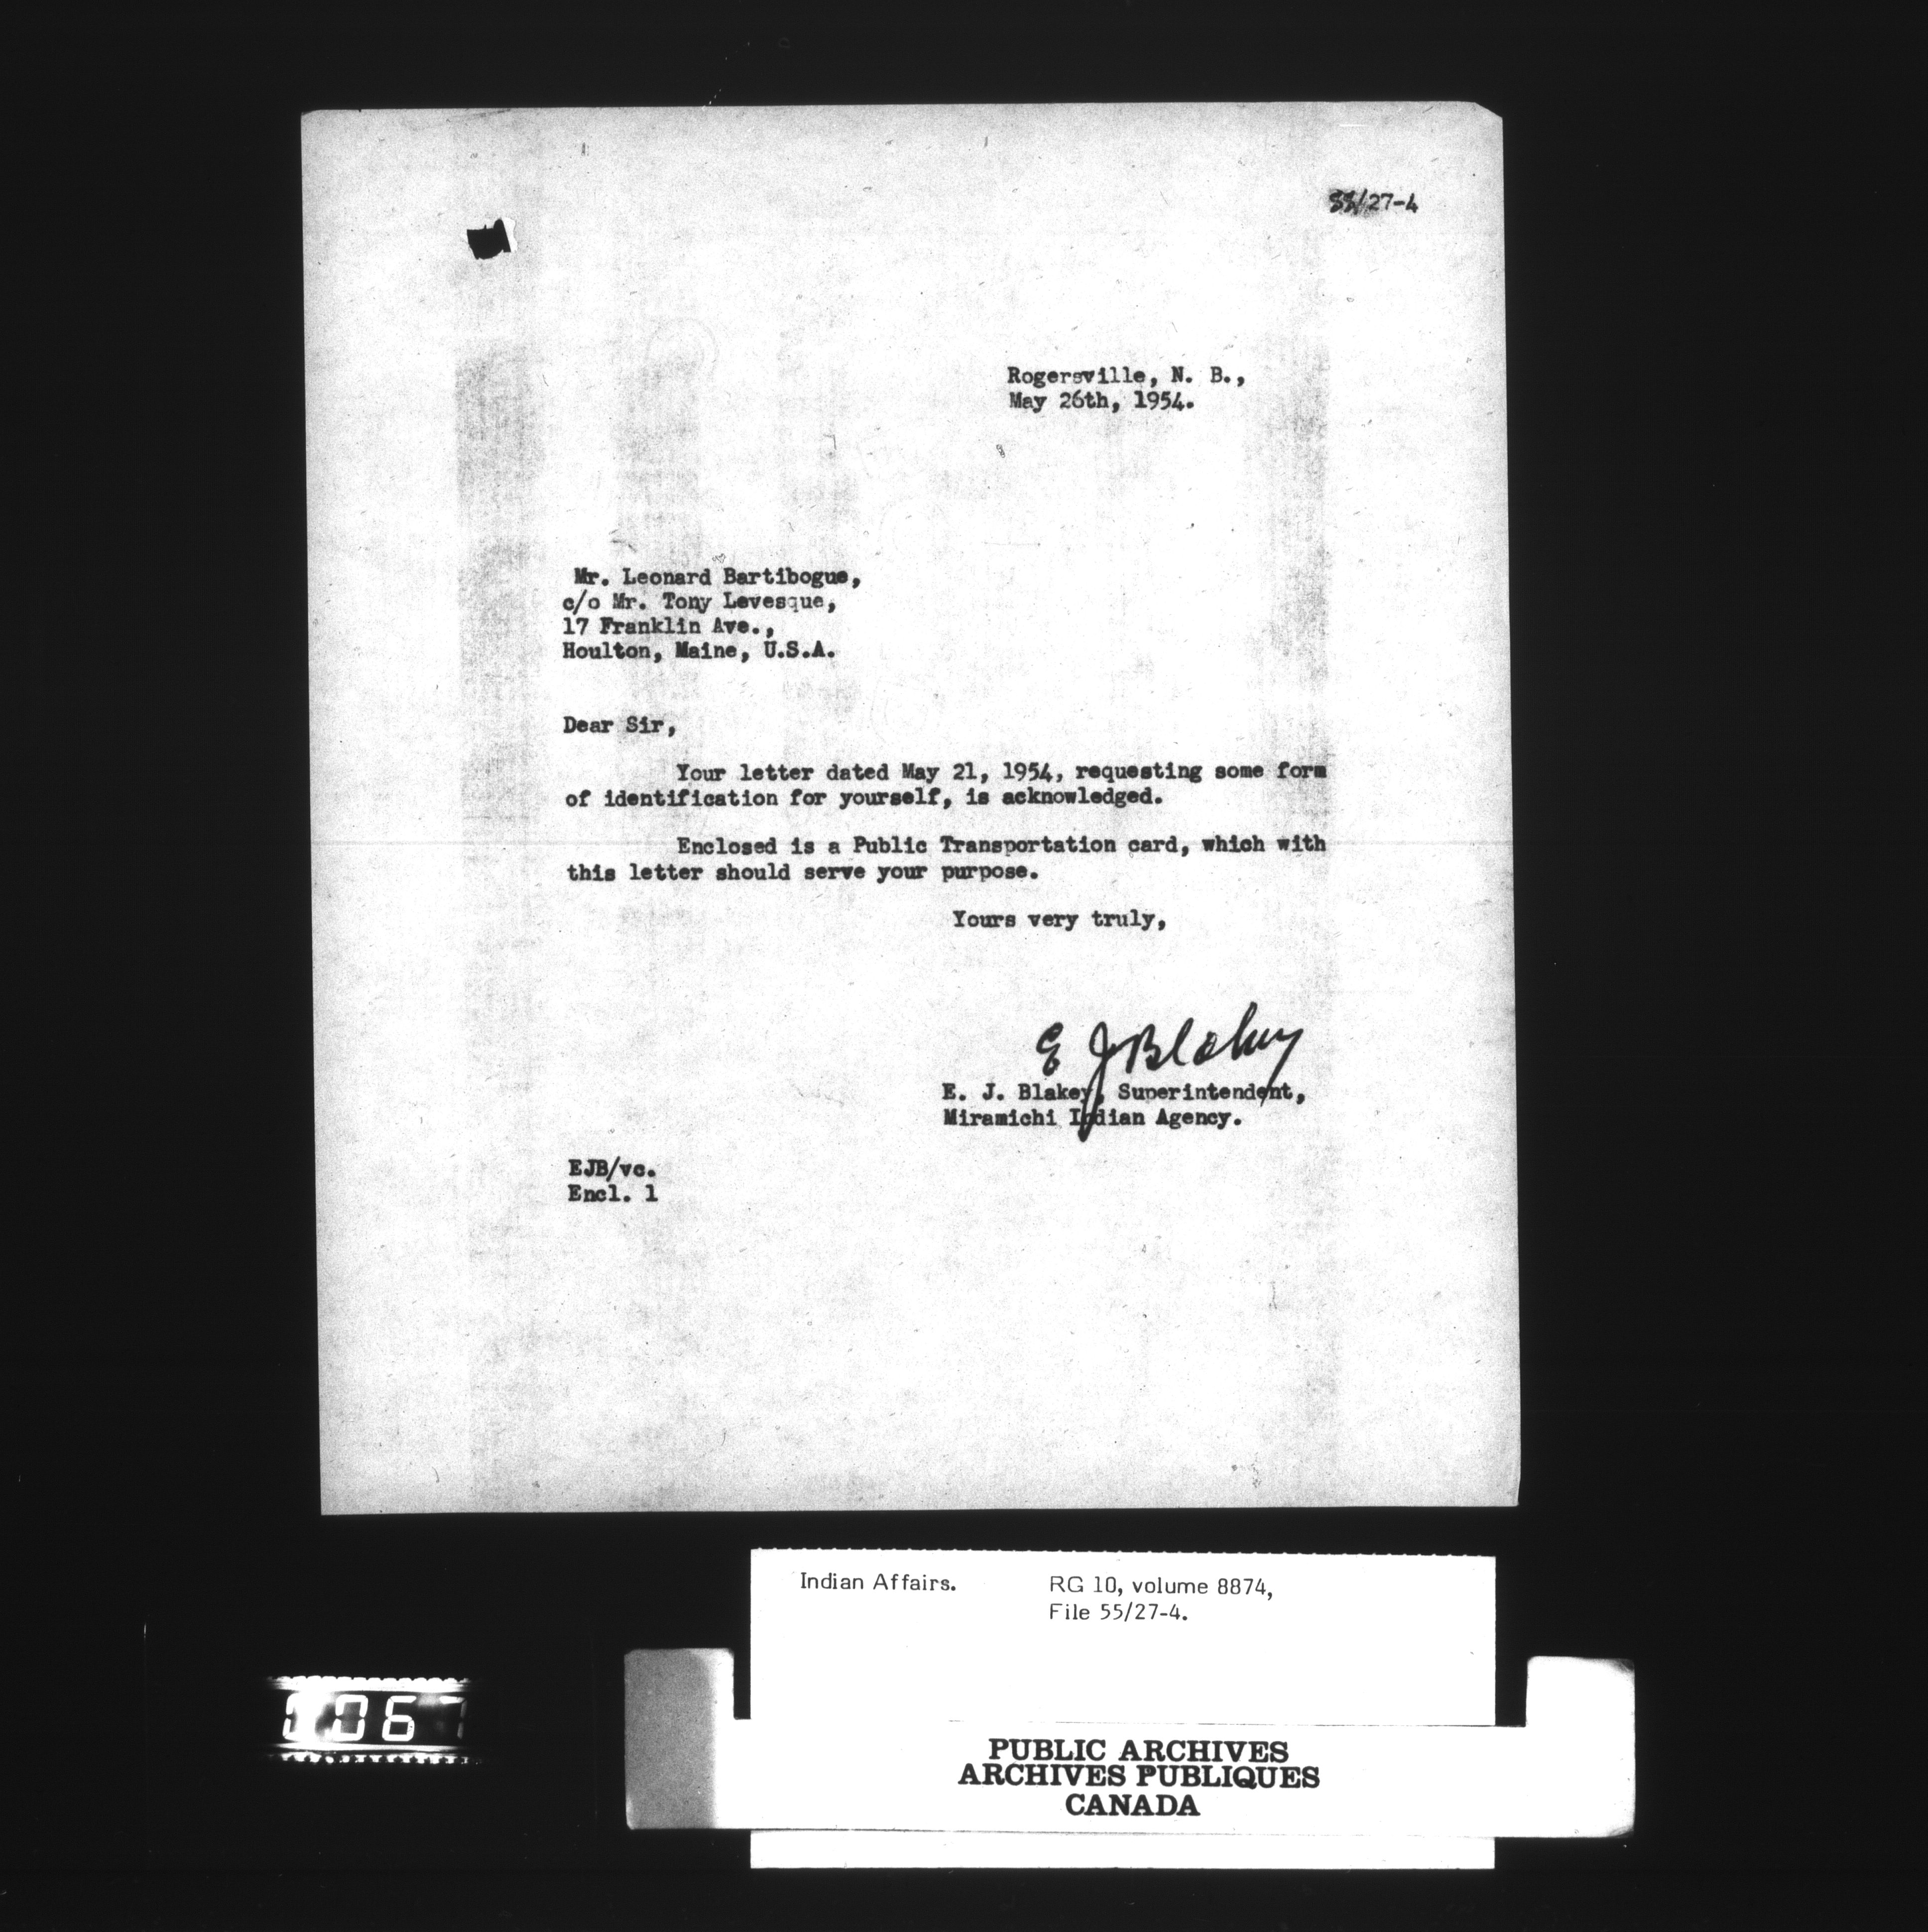 /27-4
Rogersville, N. B.,
May 26th, 1954.
Mr. Leonard Bartibogue,
c/o Mr. Tony Levesque,
17 Franklin Ave.,
Houlton, Maine, U.S.A.
Dear Sir,
Your letter dated May 21, 1954, requesting some form
of identification for yourself, is acknowledged.
Enclosed is a Public Transportation card, which with
this letter should serve your purpose.
Yours very truly,
E J Blakey
E. J. Blakey, Superintendent,
Miramichi Indian Agency.
EJB/vc.
Encl. 1
Indian Affairs. RG 10, volume 8874,
File 55/27-4.
PUBLIC ARCHIVES
ARCHIVES PUBLIQUES
CANADA